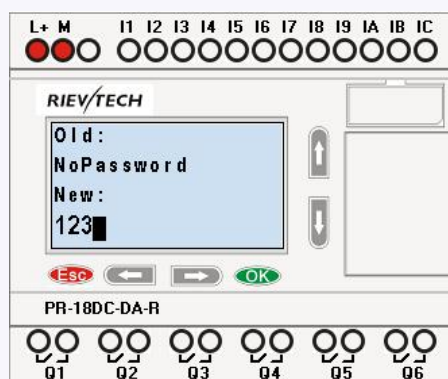 L+ M I1 I2 I3 I4 I5 I6 I7 I8 I9 IA IB IC
RIEVTECH
Old:
NoPassword
New:
123
Esc OK
PR-18DC-DA-R
Q1 Q2 Q3 Q4 Q5 Q6